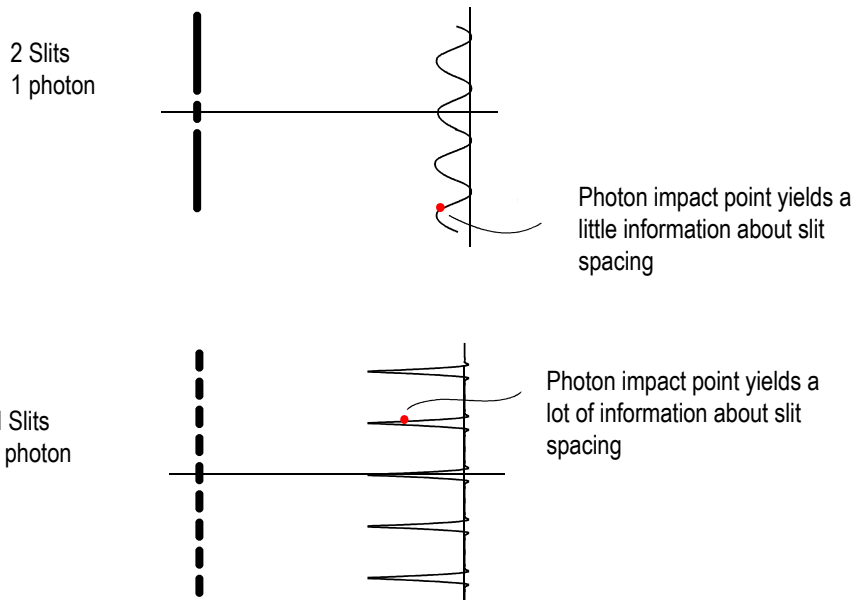 2 Slits
1 photon
Photon impact point yields a
little information about slit
spacing
Photon impact point yields a
lot of information about slit
spacing
Slits
photon